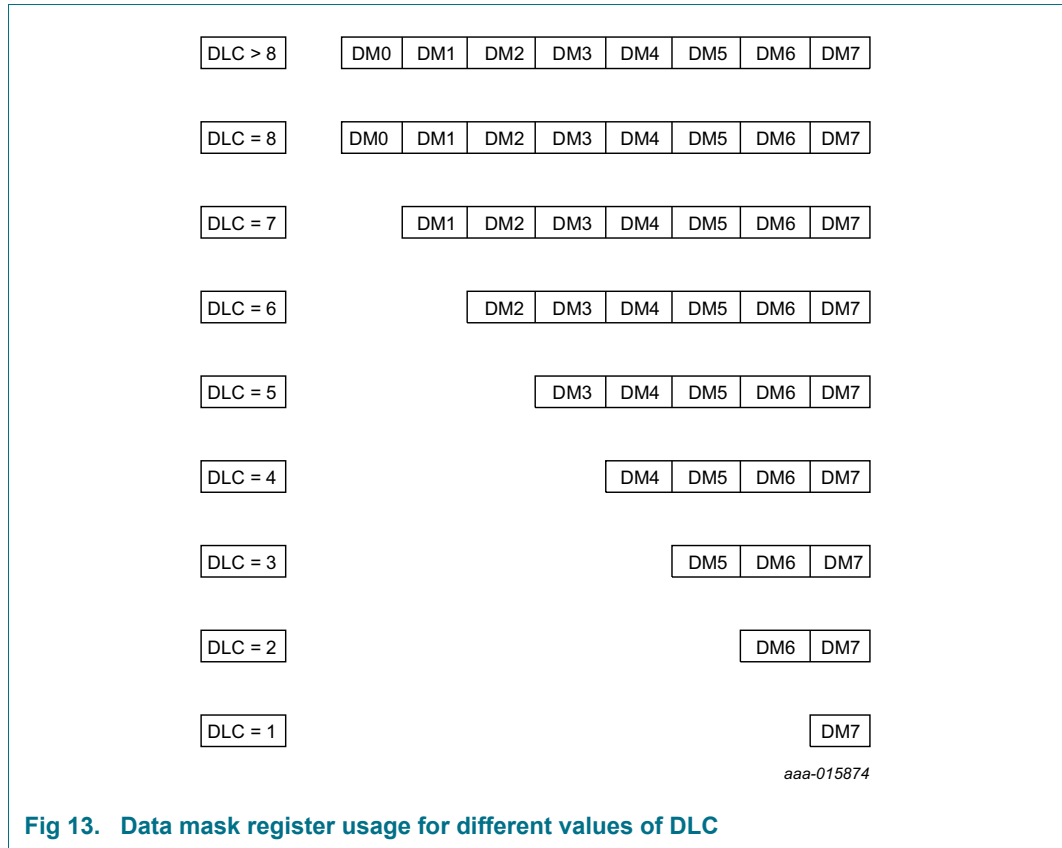 DLC > 8 DM0 DM1 DM2 DM3 DM4 DM5 DM6 DM7
DLC = 8 DM0 DM1 DM2 DM3 DM4 DM5 DM6 DM7
DLC = 7 DM1 DM2 DM3 DM4 DM5 DM6 DM7
DLC = 6 DM2 DM3 DM4 DM5 DM6 DM7
DLC = 5 DM3 DM4 DM5 DM6 DM7
DLC = 4 DM4 DM5 DM6 DM7
DLC = 3 DM5 DM6 DM7
DLC = 2 DM6 DM7
DLC = 1 DM7
aaa-015874
Fig 13. Data mask register usage for different values of DLC